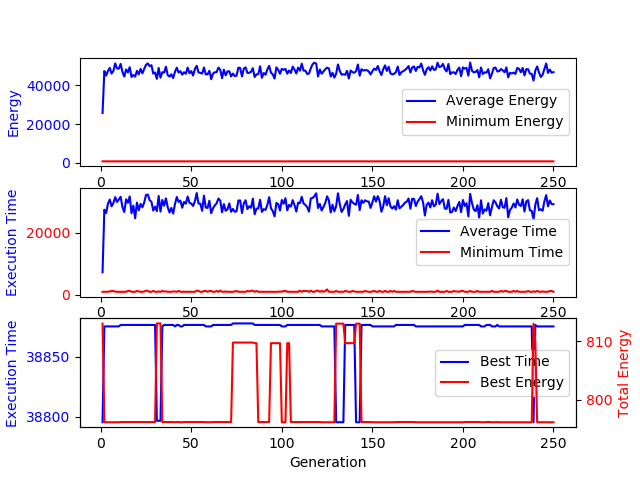 Energy
40000
20000
0
Average Energy
Minimum Energy
0 50 100 150 200 250
Execution Time
20000
0
Average Time
Minimum Time
0 50 100 150 200 250
Execution Time
38850
38800
Best Time
Best Energy
810
800
Total Energy
0 50 100 150 200 250
Generation